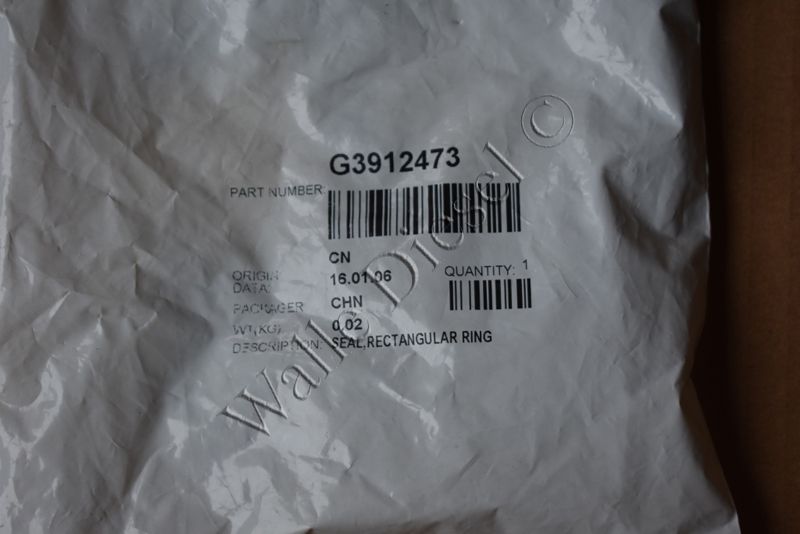 G3912473
PART NUMBER:
CN
ORIGIN:
16.01.06
DATA:
QUANTITY: 1
PACKAGER:
CHN
WT(KG):
0.02
DESCRIPTION: SEAL,RECTANGULAR RING
Walle Diesel ©